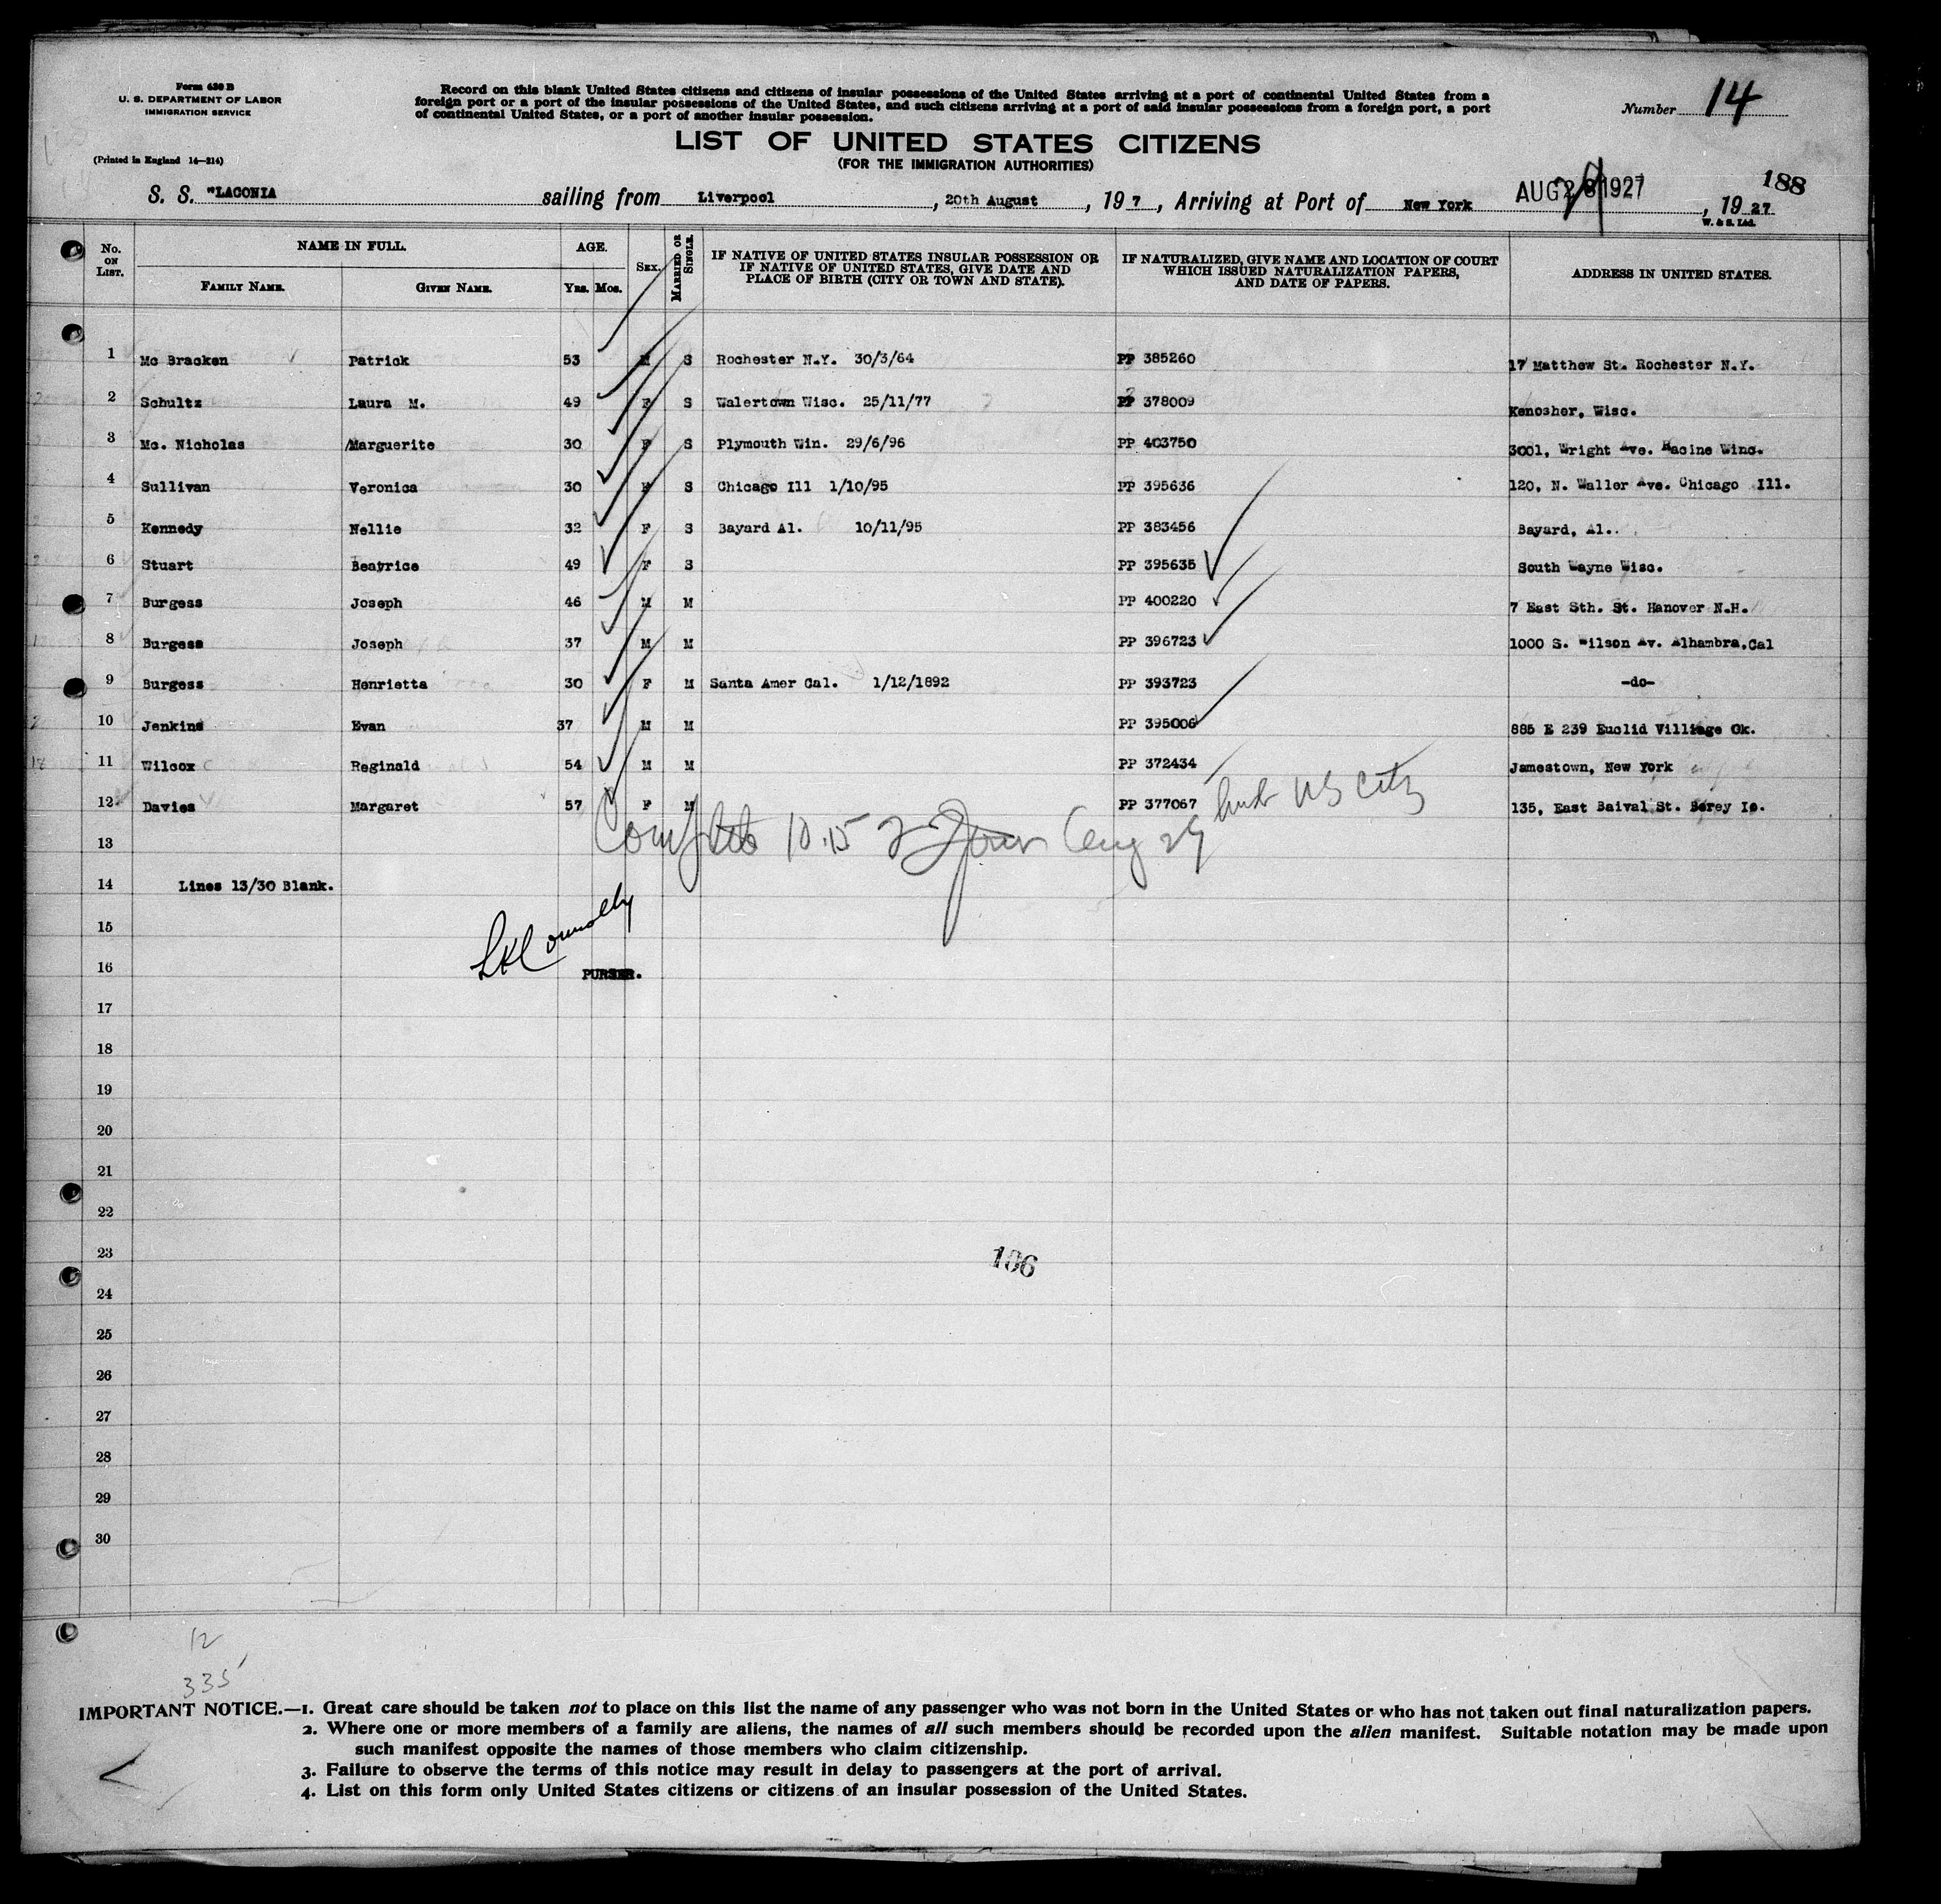 Form 630 B
U. S. DEPARTMENT OF LABOR
IMMIGRATION SERVICE
(Printed in England 14—214)
Record on this blank United States citizens and citizens of insular possessions of the United States arriving at a port of continental United States from a
foreign port or a port of the insular possessions of the United States, and such citizens arriving at a port of said insular possessions from a foreign port, a port
of continental United States, or a port of another insular possession.
Number 14
LIST OF UNITED STATES CITIZENS
(FOR THE IMMIGRATION AUTHORITIES)
188
S. S. "LACONIA sailing from Liverpool, 20th August, 19 7, Arriving at Port of New York AUG 1927, 19 27
W. & S. Ltd.
No. ON LIST. NAME IN FULL. FAMILY NAME. GIVEN NAME. AGE. YRS. MOS. SEX. MARRIED OR SINGLE. IF NATIVE OF UNITED STATES INSULAR POSSESSION OR IF NATIVE OF UNITED STATES, GIVE DATE AND PLACE OF BIRTH (CITY OR TOWN AND STATE). IF NATURALIZED, GIVE NAME AND LOCATION OF COURT WHICH ISSUED NATURALIZATION PAPERS, AND DATE OF PAPERS. ADDRESS IN UNITED STATES.
1 Mc Bracken Patrick 53 M S Rochester N.Y. 30/3/64 PP 385260 17 Matthew St. Rochester N.Y.
2 Schultz Laura M. 49 F S Walertown Wisc. 25/11/77 PP 378009 Kenosher, Wisc.
3 Mc. Nicholas Marguerite 30 F S Plymouth Win. 29/6/96 PP 403750 3001, Wright Ave. Racine Winc.
4 Sullivan Veronica 30 F S Chicago Ill 1/10/95 PP 395636 120, N. Waller Ave. Chicago Ill.
5 Kennedy Nellie 32 F S Bayard Al. 10/11/95 PP 383456 Bayard, Al..
6 Stuart Beatrice 49 F S PP 395635 South Wayne Wisc.
7 Burgess Joseph 46 M M PP 400220 7 East Sth. St. Hanover N.H.
8 Burgess Joseph 37 M M PP 396723 1000 S. Wilson Av. Alhambra,Cal
9 Burgess Henrietta 30 F M Santa Amer Cal. 1/12/1892 PP 393723 -do-
10 Jenkins Evan 37 M M PP 395006 885 E 239 Euclid Villiage Ok.
11 Wilcox Reginald 54 M M PP 372434 Jamestown, New York
12 Davies Margaret 57 F M PP 377067 US City 135, East Baival St. Io.
13 10.15 Aug 29
14 Lines 13/30 Blank.
15
16 PURSER.
17
18
19
20
21
22
23 106
24
25
26
27
28
29
30
12
335
IMPORTANT NOTICE.—1. Great care should be taken not to place on this list the name of any passenger who was not born in the United States or who has not taken out final naturalization papers.
2. Where one or more members of a family are aliens, the names of all such members should be recorded upon the alien manifest. Suitable notation may be made upon
such manifest opposite the names of those members who claim citizenship.
3. Failure to observe the terms of this notice may result in delay to passengers at the port of arrival.
4. List on this form only United States citizens or citizens of an insular possession of the United States.